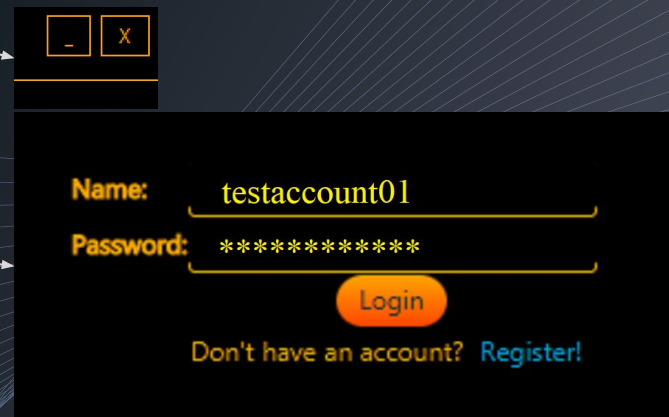 _ X
Name: testaccount01
Password: ************
Login
Don't have an account? Register!